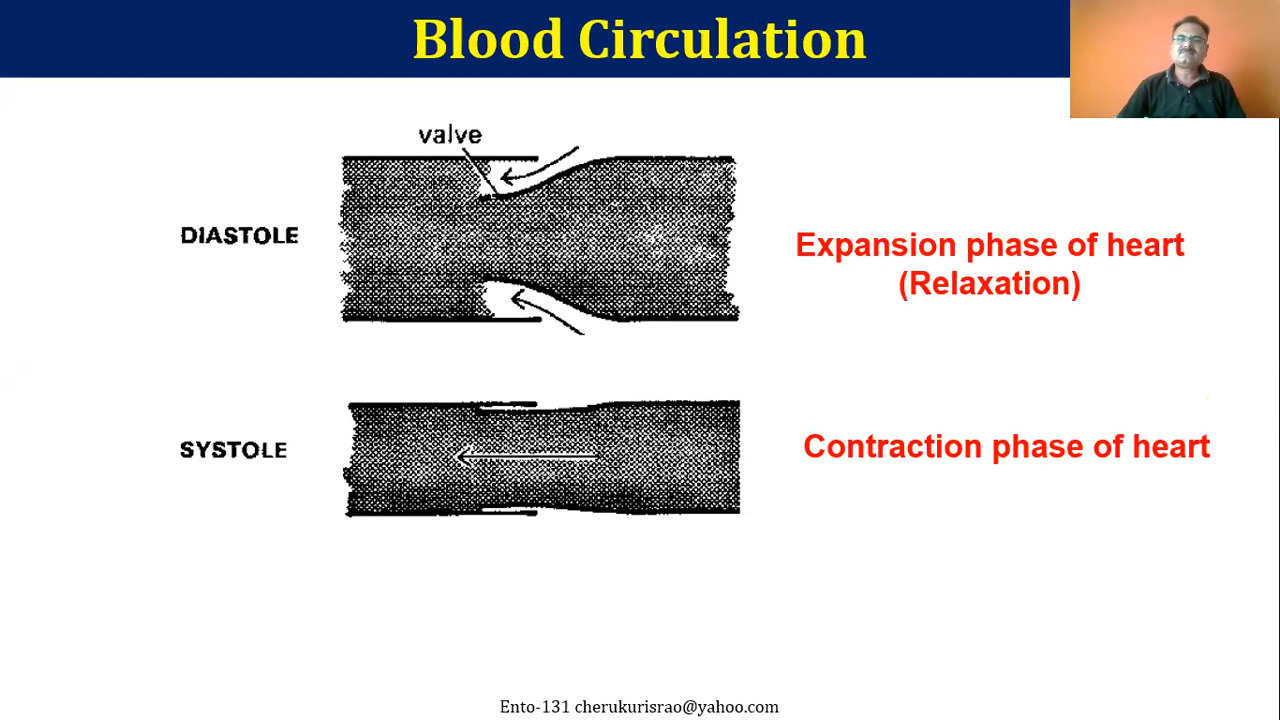 Blood Circulation
valve
DIASTOLE
Expansion phase of heart
(Relaxation)
SYSTOLE
Contraction phase of heart
Ento-131 cherukurisrao@yahoo.com